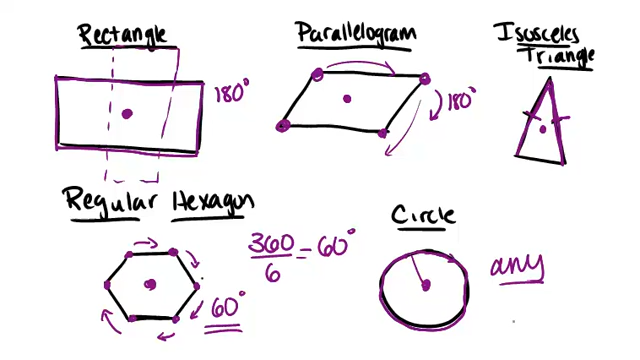 Rectangle
180°
Parallelogram
180°
Isosceles
Triangle
Regular Hexagon
360/6 = 60°
60°
Circle
any